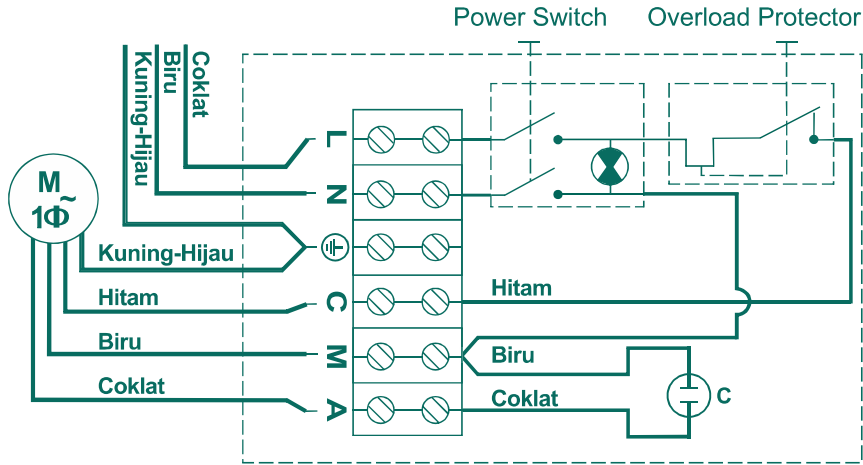 Power Switch
Overload Protector
Kuning-Hijau
Biru
Coklat
L
N
M
1Φ~
Kuning-Hijau
Hitam
C
Hitam
Biru
M
Biru
Coklat
A
Coklat
C